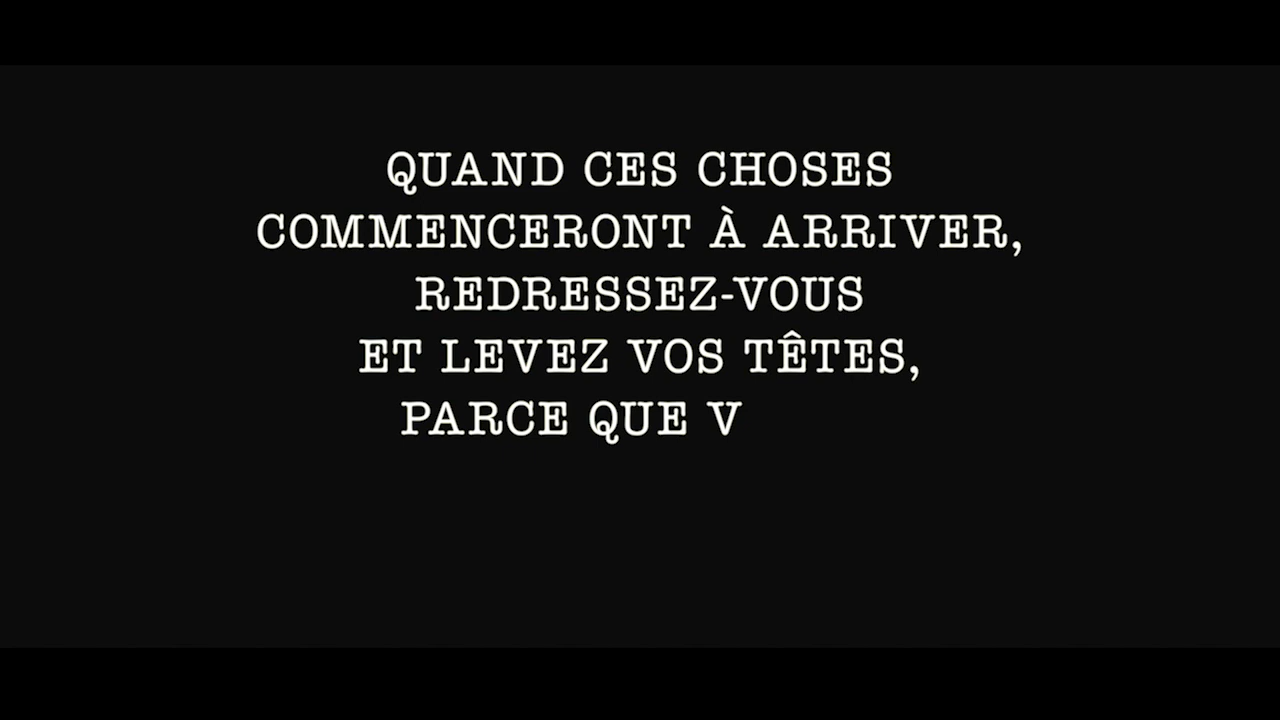 QUAND CES CHOSES
COMMENCERONT À ARRIVER,
REDRESSEZ-VOUS
ET LEVEZ VOS TÊTES,
PARCE QUE V